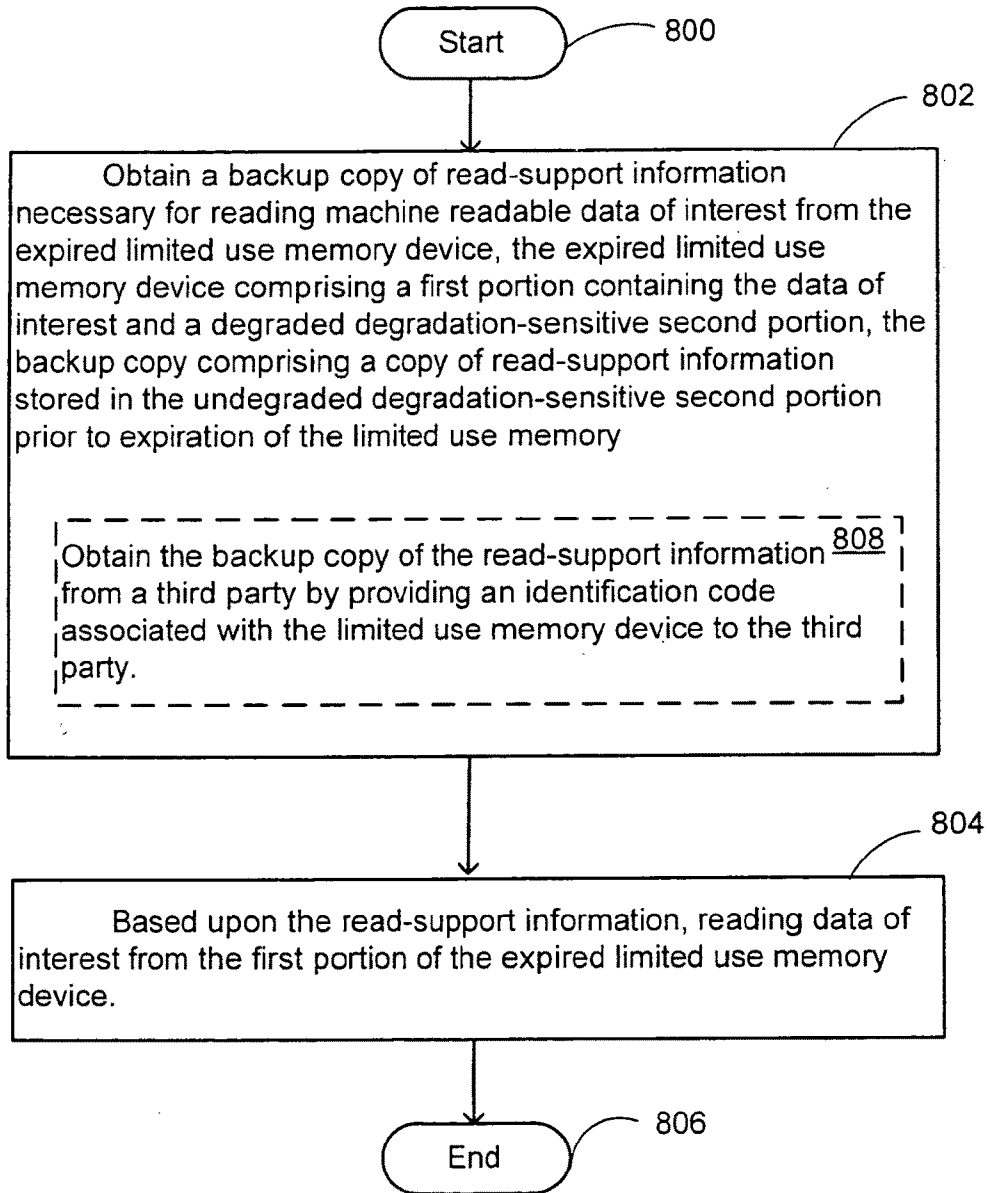 Start
800
802
Obtain a backup copy of read-support information
necessary for reading machine readable data of interest from the
expired limited use memory device, the expired limited use
memory device comprising a first portion containing the data of
interest and a degraded degradation-sensitive second portion, the
backup copy comprising a copy of read-support information
stored in the undegraded degradation-sensitive second portion
prior to expiration of the limited use memory
Obtain the backup copy of the read-support information 808
from a third party by providing an identification code
associated with the limited use memory device to the third
party.
804
Based upon the read-support information, reading data of
interest from the first portion of the expired limited use memory
device.
End
806